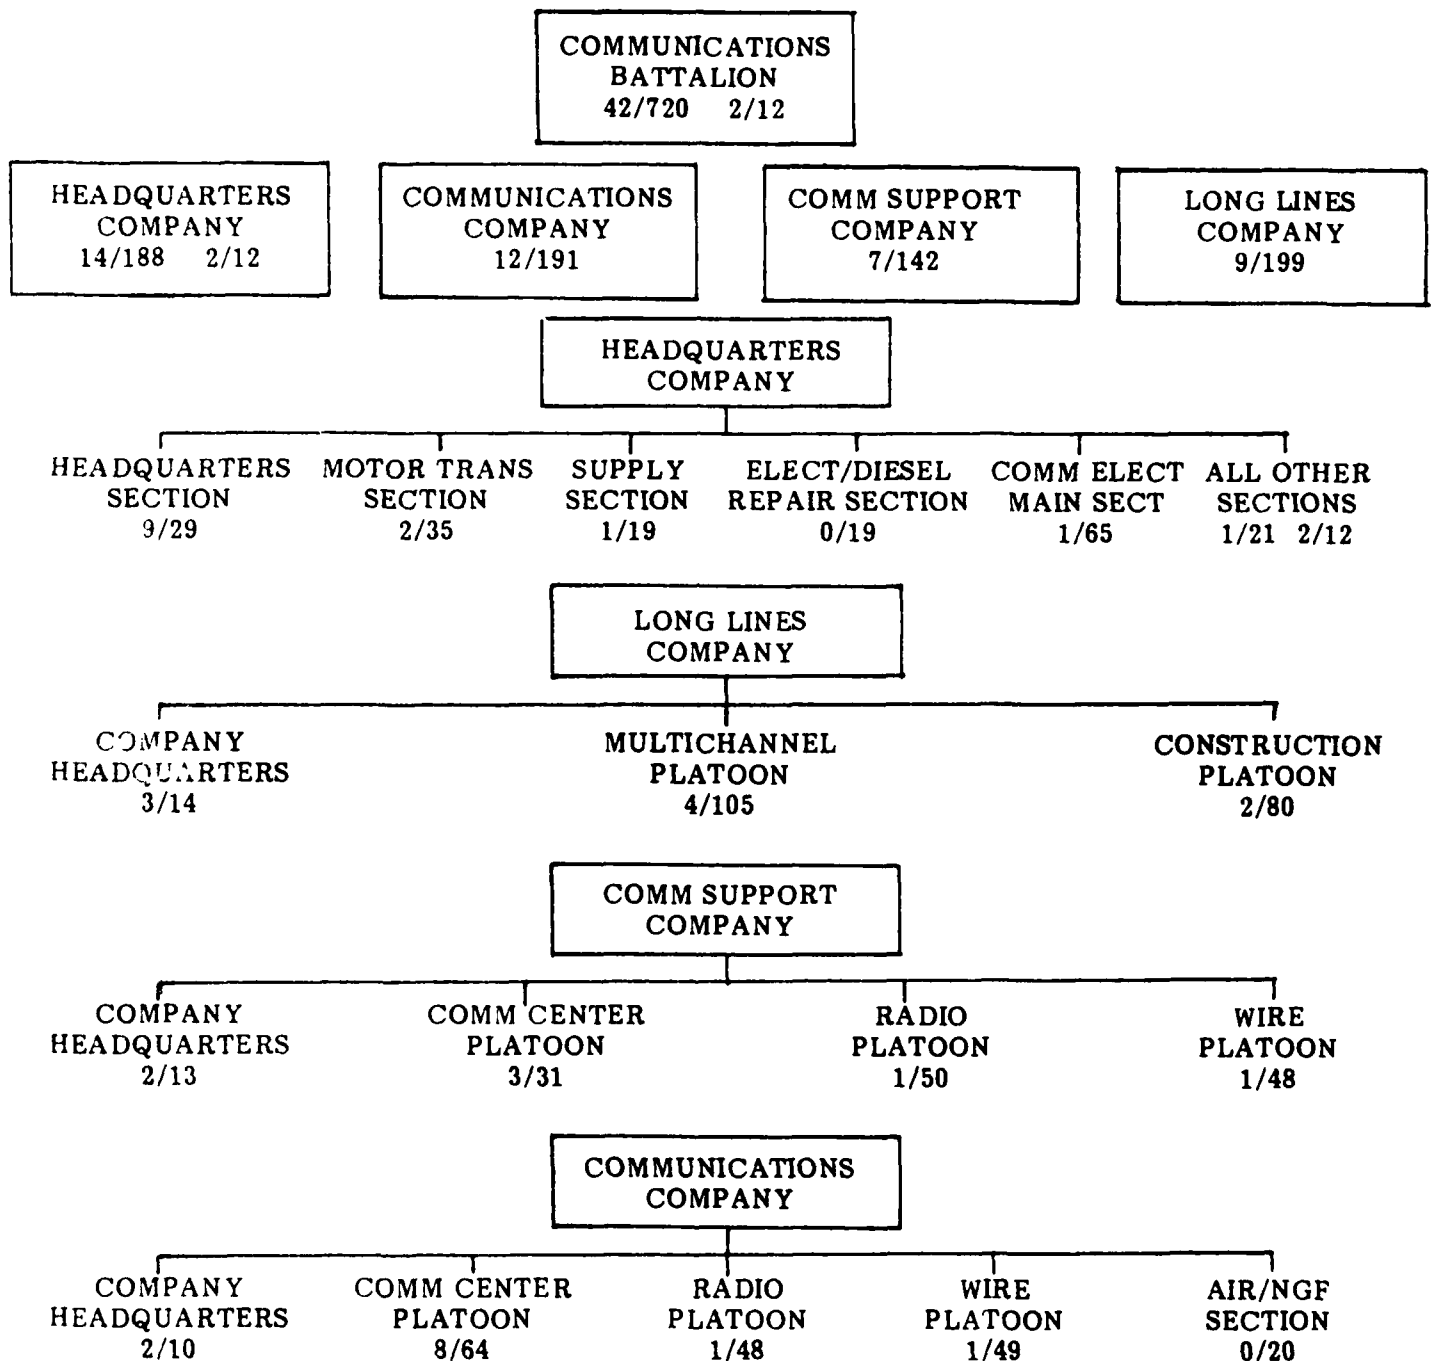 COMMUNICATIONS
BATTALION
42/720 2/12
HEADQUARTERS
COMPANY
14/188 2/12
COMMUNICATIONS
COMPANY
12/191
COMM SUPPORT
COMPANY
7/142
LONG LINES
COMPANY
9/199
HEADQUARTERS
COMPANY
HEADQUARTERS
SECTION
9/29
MOTOR TRANS
SECTION
2/35
SUPPLY
SECTION
1/19
ELECT/DIESEL
REPAIR SECTION
0/19
COMM ELECT
MAIN SECT
1/65
ALL OTHER
SECTIONS
1/21 2/12
LONG LINES
COMPANY
COMPANY
HEADQUARTERS
3/14
MULTICHANNEL
PLATOON
4/105
CONSTRUCTION
PLATOON
2/80
COMM SUPPORT
COMPANY
COMPANY
HEADQUARTERS
2/13
COMM CENTER
PLATOON
3/31
RADIO
PLATOON
1/50
WIRE
PLATOON
1/48
COMMUNICATIONS
COMPANY
COMPANY
HEADQUARTERS
2/10
COMM CENTER
PLATOON
8/64
RADIO
PLATOON
1/48
WIRE
PLATOON
1/49
AIR/NGF
SECTION
0/20